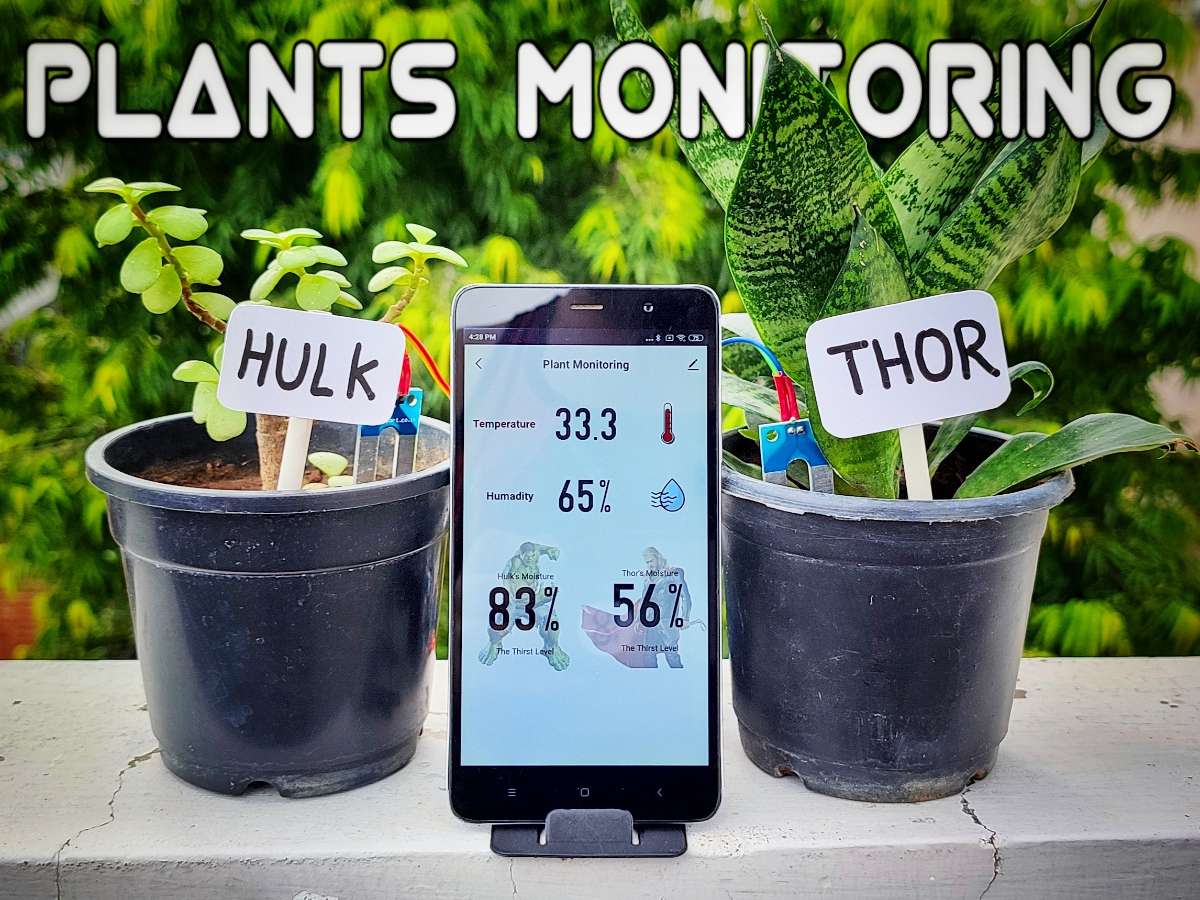 PLANTS MONITORING
HULK
THOR
4:28 PM
75
Plant Monitoring
Temperature 33.3
Humadity 65%
Hulk's Moisture
83%
The Thirst Level
Thor's Moisture
56%
The Thirst Level